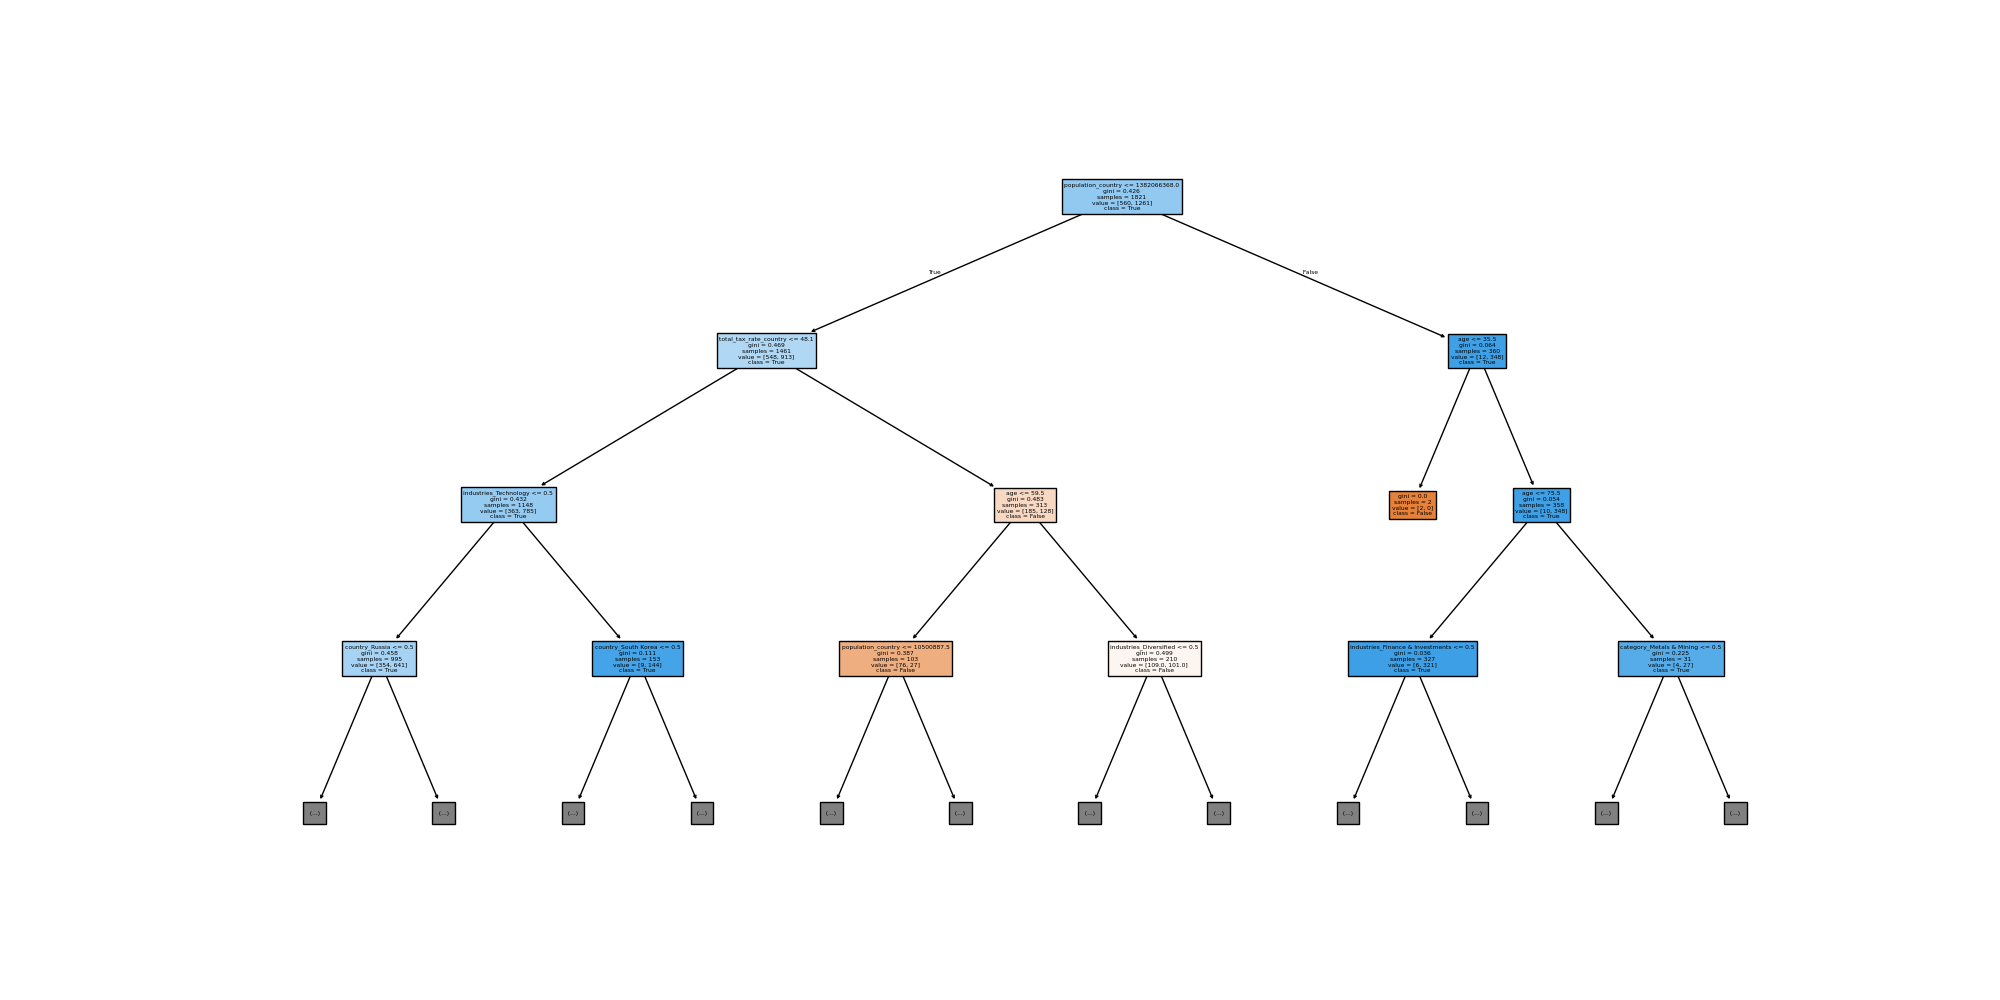 population_country <= 1382066368.0
gini = 0.426
samples = 1821
value = [560, 1261]
class = True
True
False
total_tax_rate_country <= 48.1
gini = 0.469
samples = 1461
value = [548, 913]
class = True
age <= 35.5
gini = 0.064
samples = 360
value = [12, 348]
class = True
industries_Technology <= 0.5
gini = 0.432
samples = 1148
value = [363, 785]
class = True
age <= 59.5
gini = 0.483
samples = 313
value = [185, 128]
class = False
gini = 0.0
samples = 2
value = [2, 0]
class = False
age <= 75.5
gini = 0.054
samples = 358
value = [10, 348]
class = True
country_Russia <= 0.5
gini = 0.458
samples = 995
value = [354, 641]
class = True
country_South Korea <= 0.5
gini = 0.111
samples = 153
value = [9, 144]
class = True
population_country <= 10500887.5
gini = 0.387
samples = 103
value = [76, 27]
class = False
industries_Diversified <= 0.5
gini = 0.499
samples = 210
value = [109.0, 101.0]
class = False
industries_Finance & Investments <= 0.5
gini = 0.036
samples = 327
value = [6, 321]
class = True
category_Metals & Mining <= 0.5
gini = 0.225
samples = 31
value = [4, 27]
class = True
(...)
(...)
(...)
(...)
(...)
(...)
(...)
(...)
(...)
(...)
(...)
(...)